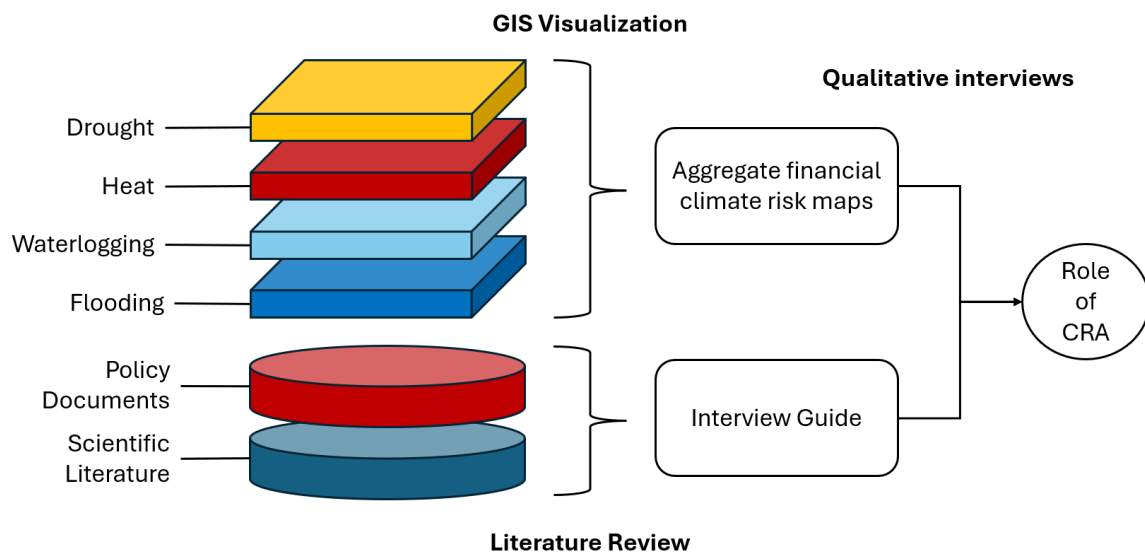 GIS Visualization
Qualitative interviews
Drought
Heat
Waterlogging
Flooding
Aggregate financial
climate risk maps
Role
of
CRA
Policy
Documents
Scientific
Literature
Interview Guide
Literature Review